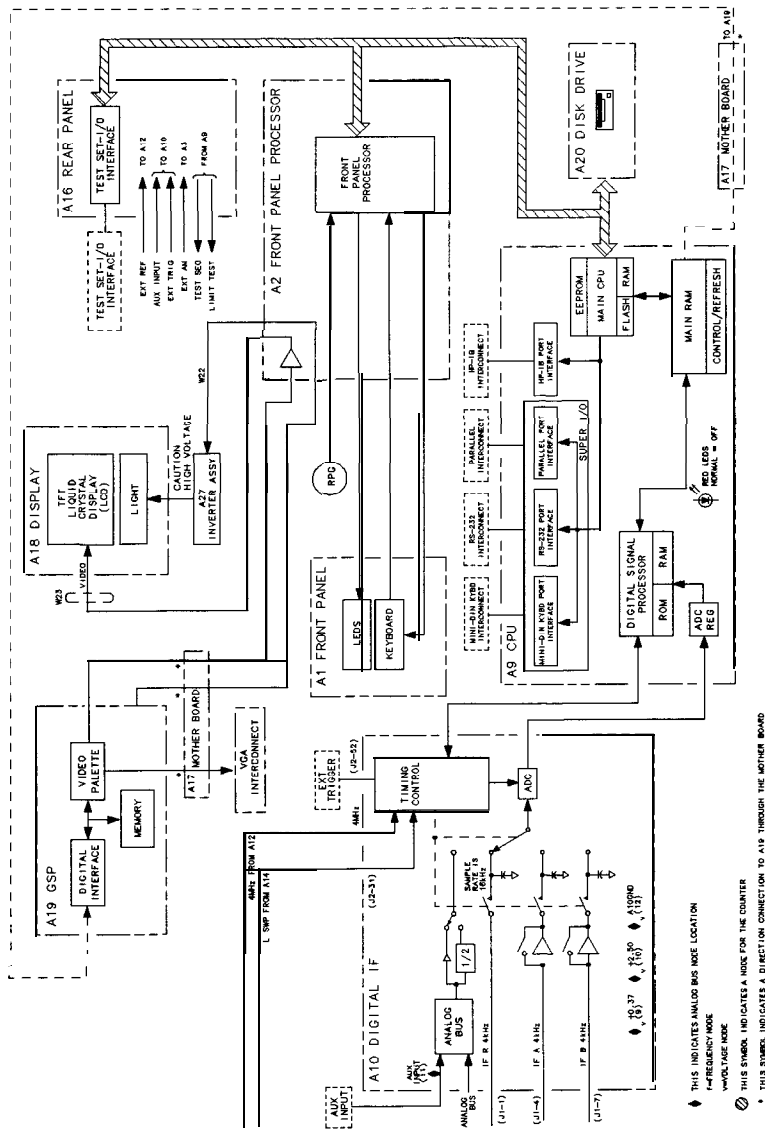 A19 GSP
DIGITAL
INTERFACE
VIDEO
PALETTE
MEMORY
A17 MOTHER BOARD
*
*
*
VGA
INTERCONNECT
4MHz FROM A12
L SWP FROM A14
W23
VIDEO
A18 DISPLAY
TFT
LIQUID
CRYSTAL
DISPLAY
(LCD)
LIGHT
CAUTION
HIGH VOLTAGE
A27
INVERTER ASSY
W22
TEST SET-I/O
INTERFACE
A16 REAR PANEL
TEST SET-I/O
INTERFACE
EXT REF
TO A12
AUX INPUT
TO A10
EXT TRIG
EXT AM
TO A3
TEST SEQ
FROM A9
LIMIT TEST
A1 FRONT PANEL
LEDS
KEYBOARD
RPG
A2 FRONT PANEL PROCESSOR
FRONT
PANEL
PROCESSOR
A20 DISK DRIVE
A17 MOTHER BOARD
TO A19
*
A10 DIGITAL IF
AUX
INPUT
AUX
INPUT
(11)
ANALOG
BUS
ANALOG
BUS
1/2
(J2-31)
4MHz
EXT
TRIGGER
(J2-52)
TIMING
CONTROL
SAMPLE
RATE IS
16kHz
ADC
IF R 4kHz
IF A 4kHz
IF B 4kHz
(J1-1)
(J1-4)
(J1-7)
+0.37
V (9)
+2.50
V (10)
A10GND
V (12)
A9 CPU
MINI-DIN KYBD
INTERCONNECT
RS-232
INTERCONNECT
PARALLEL
INTERCONNECT
HP-IB
INTERCONNECT
MINI-DIN KYBD PORT
INTERFACE
RS-232 PORT
INTERFACE
PARALLEL PORT
INTERFACE
HP-IB PORT
INTERFACE
SUPER I/O
EEPROM
MAIN CPU
FLASH
RAM
DIGITAL SIGNAL
PROCESSOR
ROM
RAM
ADC
REG
RED LEDS
NORMAL = OFF
MAIN RAM
CONTROL/REFRESH
THIS INDICATES ANALOG BUS NODE LOCATION
F=FREQUENCY NODE
V=VOLTAGE NODE
THIS SYMBOL INDICATES A NODE FOR THE COUNTER
* THIS SYMBOL INDICATES A DIRECTION CONNECTION TO A19 THROUGH THE MOTHER BOARD